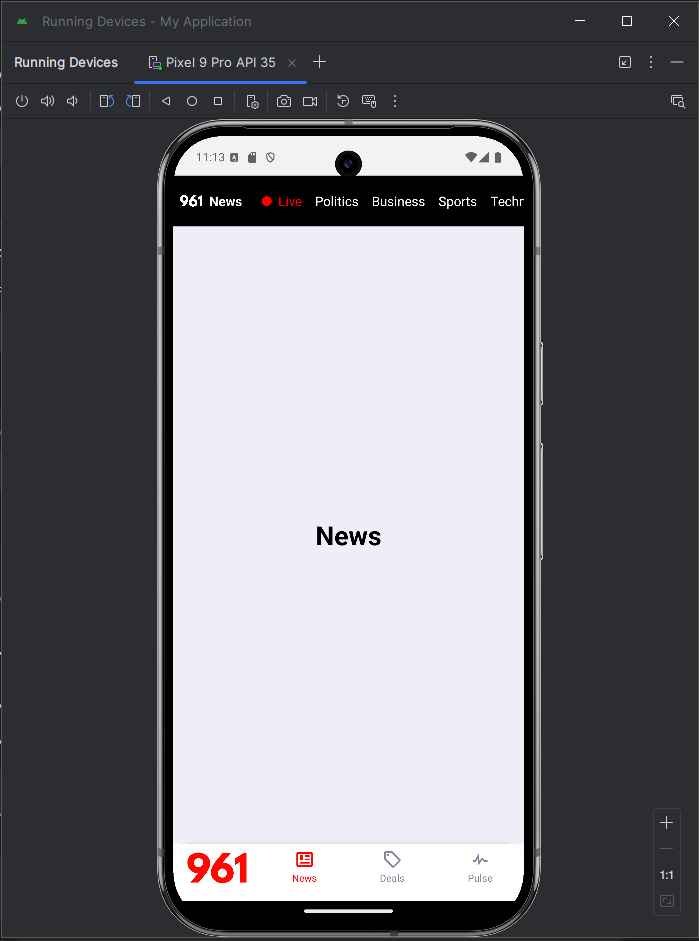 Running Devices - My Application
Running Devices Pixel 9 Pro API 35
11:13
961 News Live Politics Business Sports Techn
News
1:1
961 News Deals Pulse